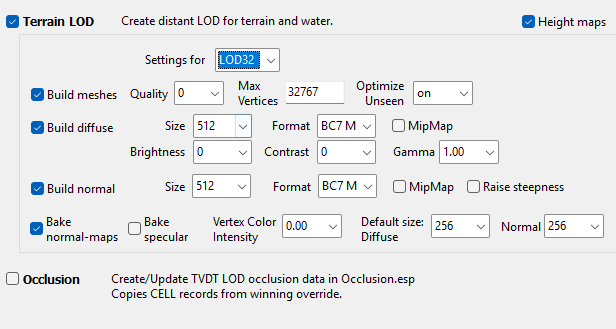 Terrain LOD Create distant LOD for terrain and water. Height maps
Settings for LOD32
Build meshes Quality 0 Max Vertices 32767 Optimize Unseen on
Build diffuse Size 512 Format BC7 M MipMap
Brightness 0 Contrast 0 Gamma 1.00
Build normal Size 512 Format BC7 M MipMap Raise steepness
Bake normal-maps Bake specular Vertex Color Intensity 0.00 Default size: Diffuse 256 Normal 256
Occlusion Create/Update TVDT LOD occlusion data in Occlusion.esp
Copies CELL records from winning override.